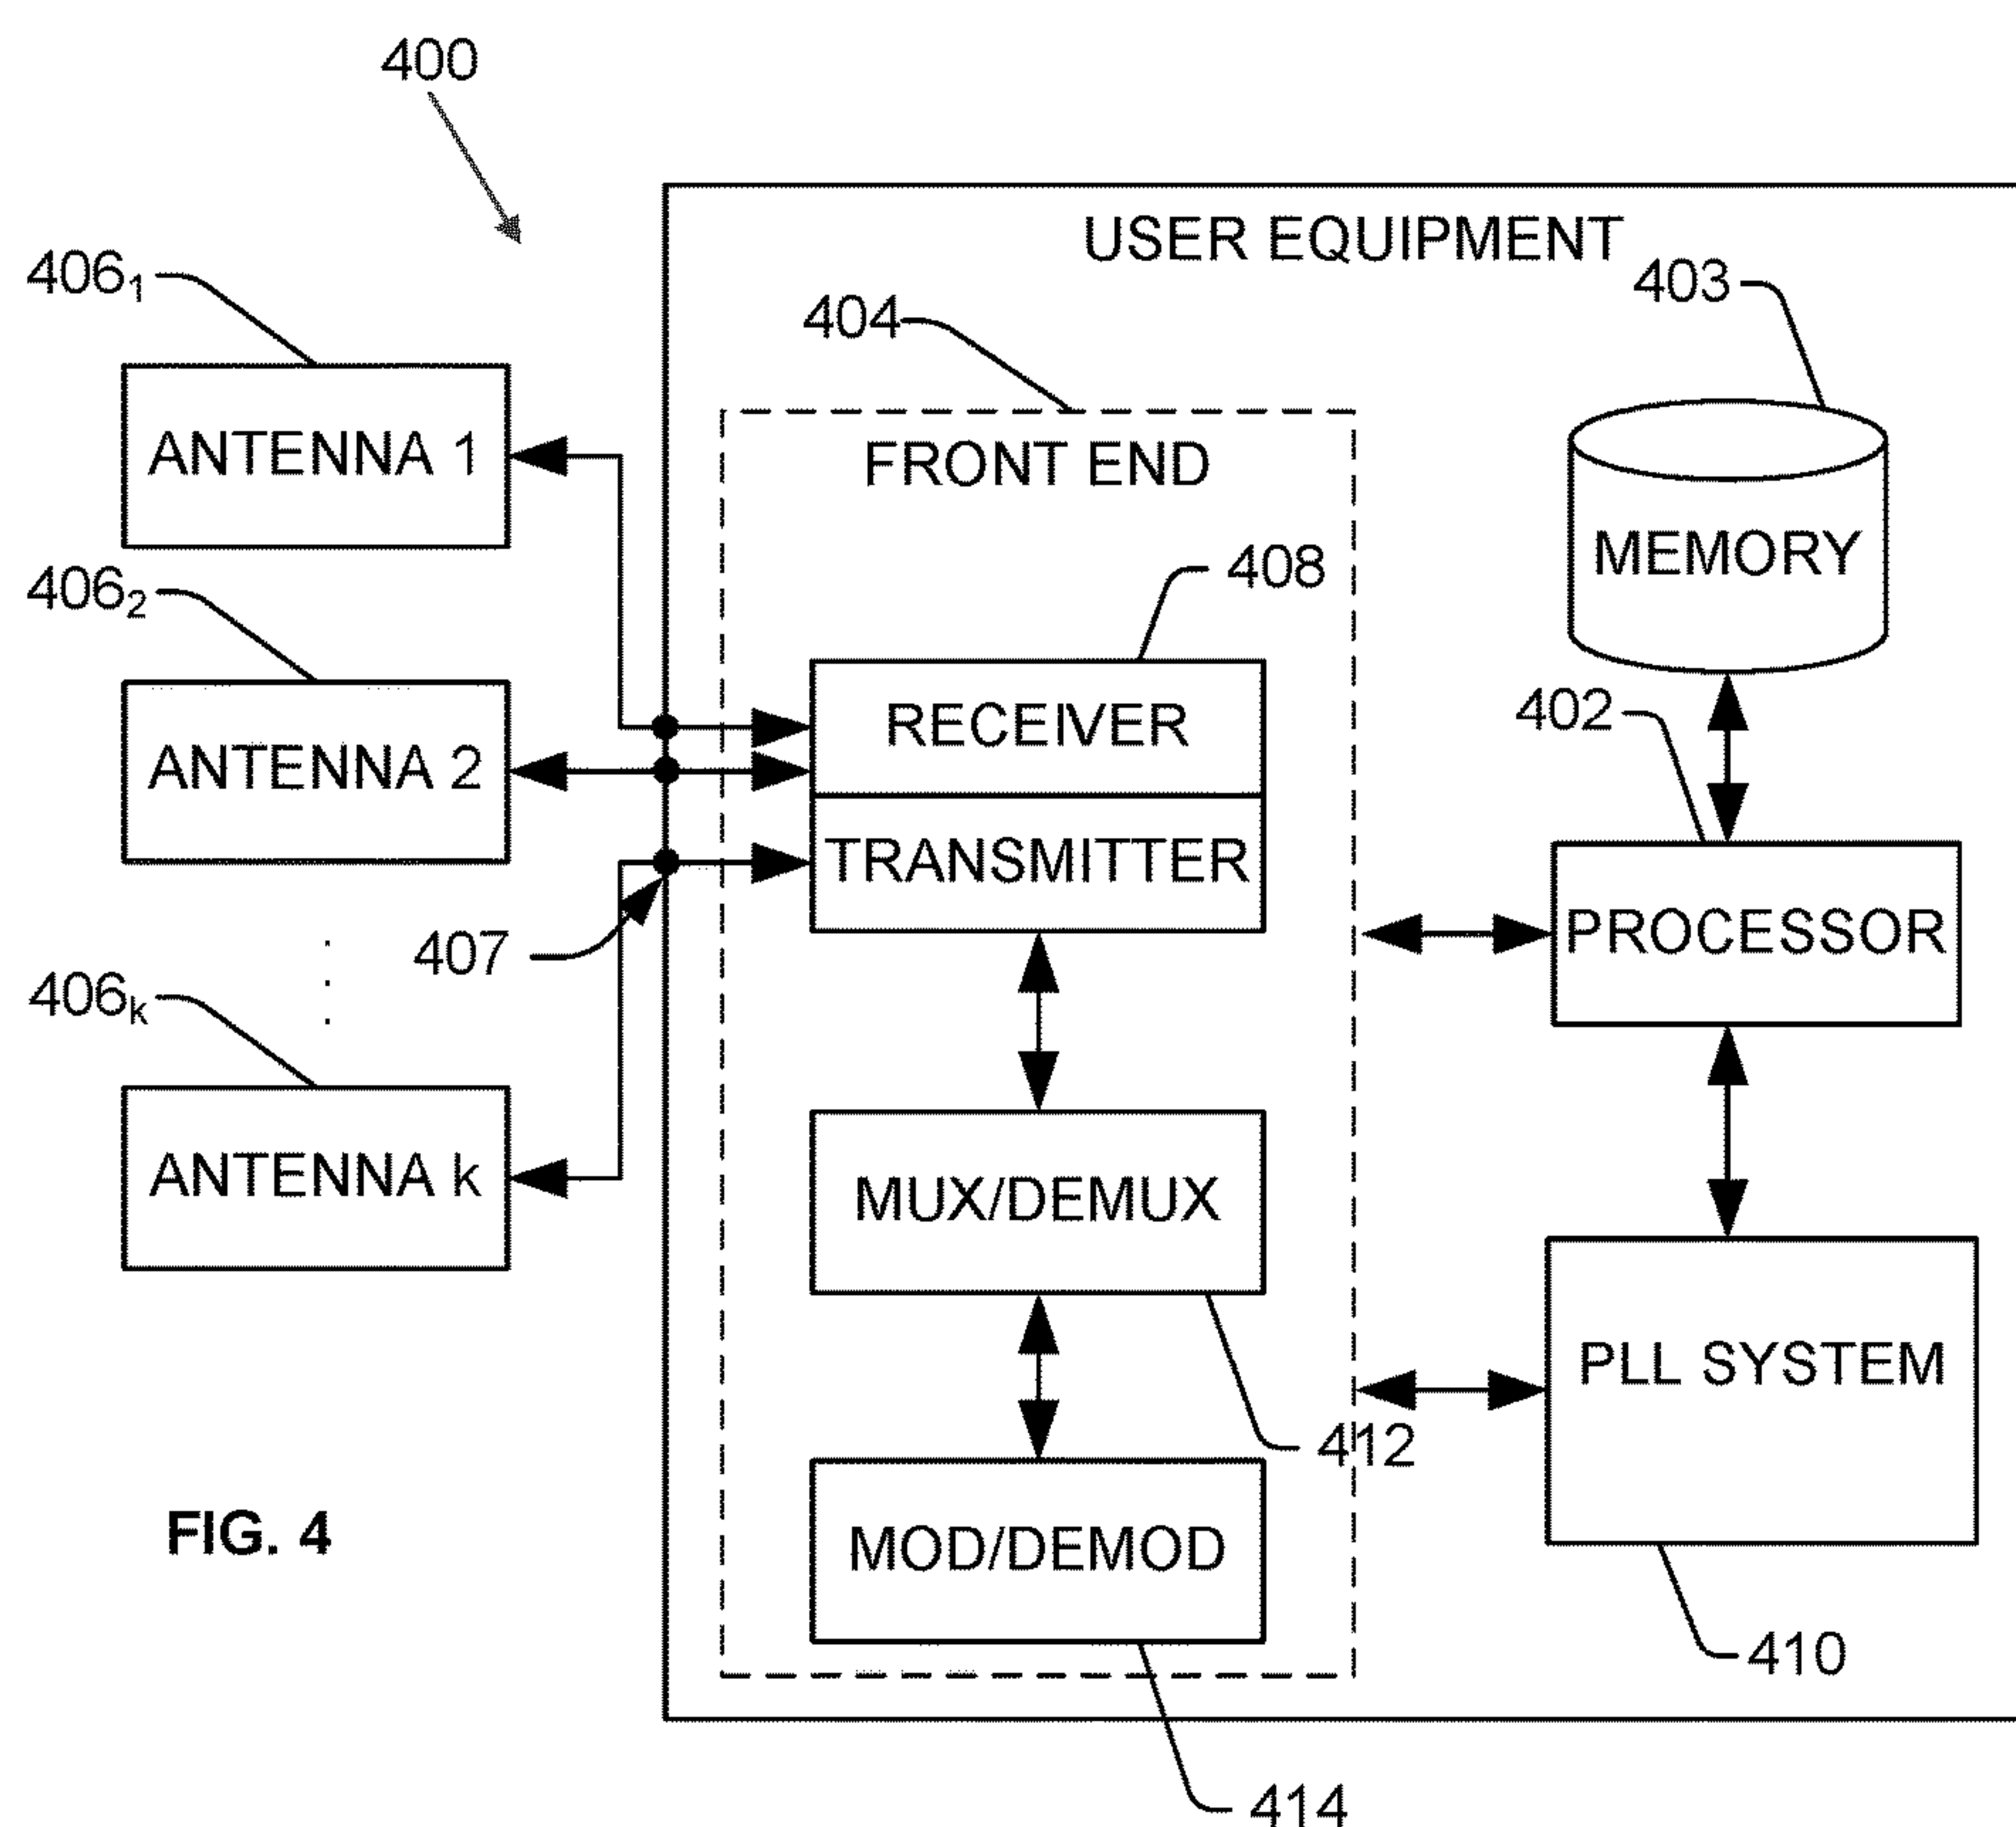 400
USER EQUIPMENT
406₁
404
403
ANTENNA 1
FRONT END
408
MEMORY
406₂
RECEIVER
402
ANTENNA 2
TRANSMITTER
407
PROCESSOR
406ₖ
ANTENNA k
MUX/DEMUX
PLL SYSTEM
412
FIG. 4
MOD/DEMOD
410
414